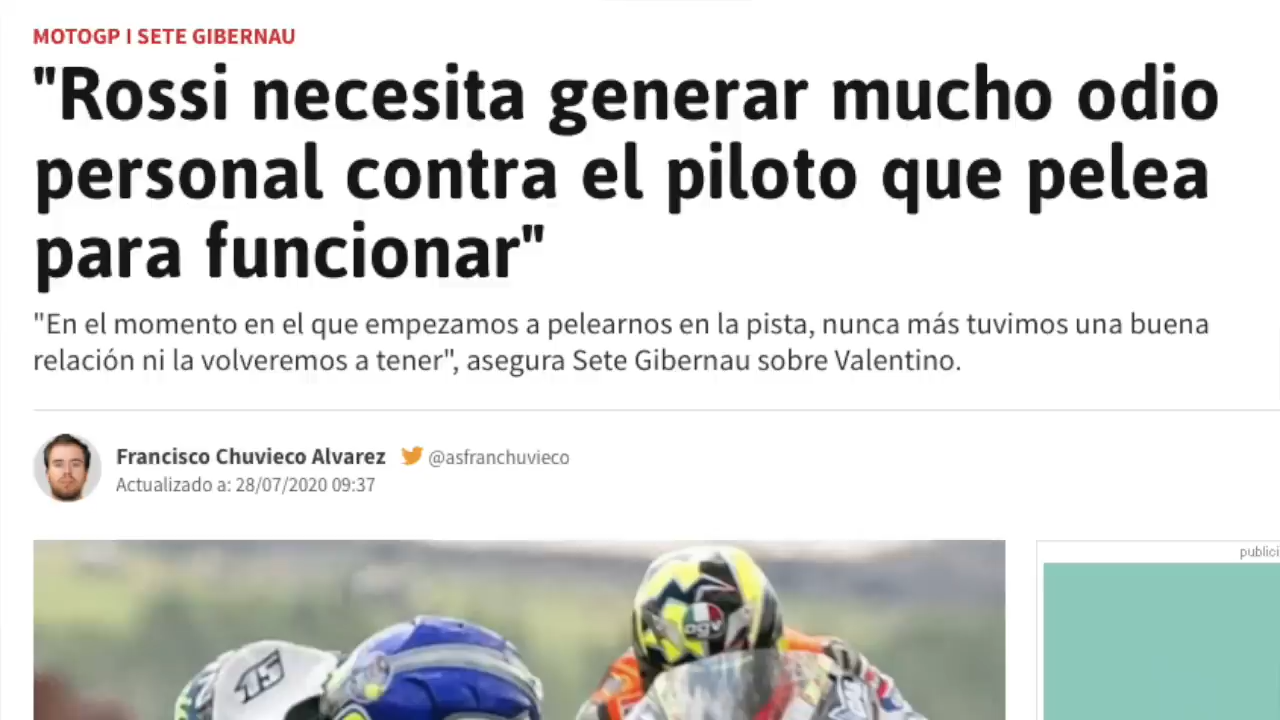 MOTOGP I SETE GIBERNAU
"Rossi necesita generar mucho odio
personal contra el piloto que pelea
para funcionar"
"En el momento en el que empezamos a pelearnos en la pista, nunca más tuvimos una buena
relación ni la volveremos a tener", asegura Sete Gibernau sobre Valentino.
Francisco Chuvieco Alvarez @asfranchuvieco
Actualizado a: 28/07/2020 09:37
publici
agv
15